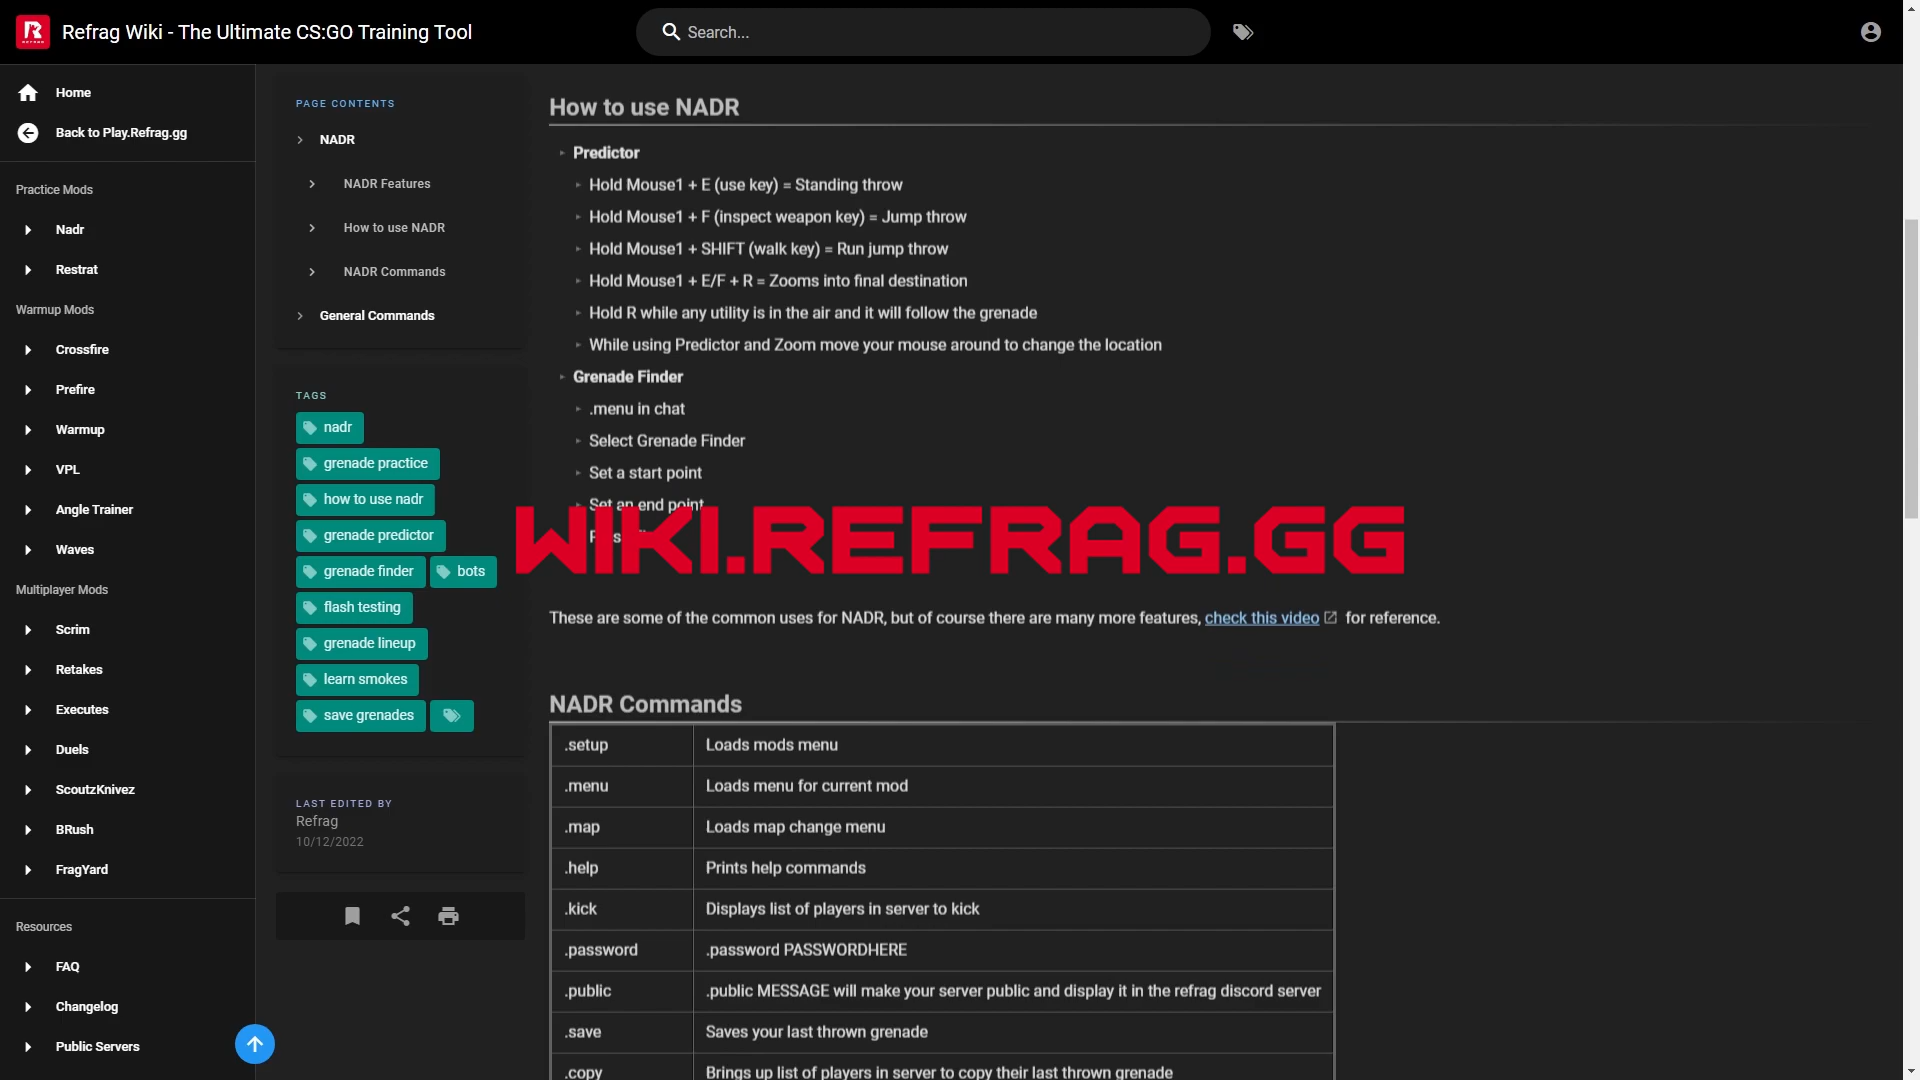 Refrag Wiki - The Ultimate CS:GO Training Tool
Search...
Home
Back to Play.Refrag.gg
Practice Mods
Nadr
Restrat
Warmup Mods
Crossfire
Prefire
Warmup
VPL
Angle Trainer
Waves
Multiplayer Mods
Scrim
Retakes
Executes
Duels
ScoutzKnivez
BRush
FragYard
Resources
FAQ
Changelog
Public Servers
PAGE CONTENTS
NADR
NADR Features
How to use NADR
NADR Commands
General Commands
TAGS
nadr
grenade practice
how to use nadr
grenade predictor
grenade finder
bots
flash testing
grenade lineup
learn smokes
save grenades
LAST EDITED BY
Refrag
10/12/2022
How to use NADR
Predictor
Hold Mouse1 + E (use key) = Standing throw
Hold Mouse1 + F (inspect weapon key) = Jump throw
Hold Mouse1 + SHIFT (walk key) = Run jump throw
Hold Mouse1 + E/F + R = Zooms into final destination
Hold R while any utility is in the air and it will follow the grenade
While using Predictor and Zoom move your mouse around to change the location
Grenade Finder
.menu in chat
Select Grenade Finder
Set a start point
Set an end point
WIKI.REFRAG.GG
These are some of the common uses for NADR, but of course there are many more features, check this video for reference.
NADR Commands
.setup Loads mods menu
.menu Loads menu for current mod
.map Loads map change menu
.help Prints help commands
.kick Displays list of players in server to kick
.password .password PASSWORDHERE
.public .public MESSAGE will make your server public and display it in the refrag discord server
.save Saves your last thrown grenade
.copy Brings up list of players in server to copy their last thrown grenade